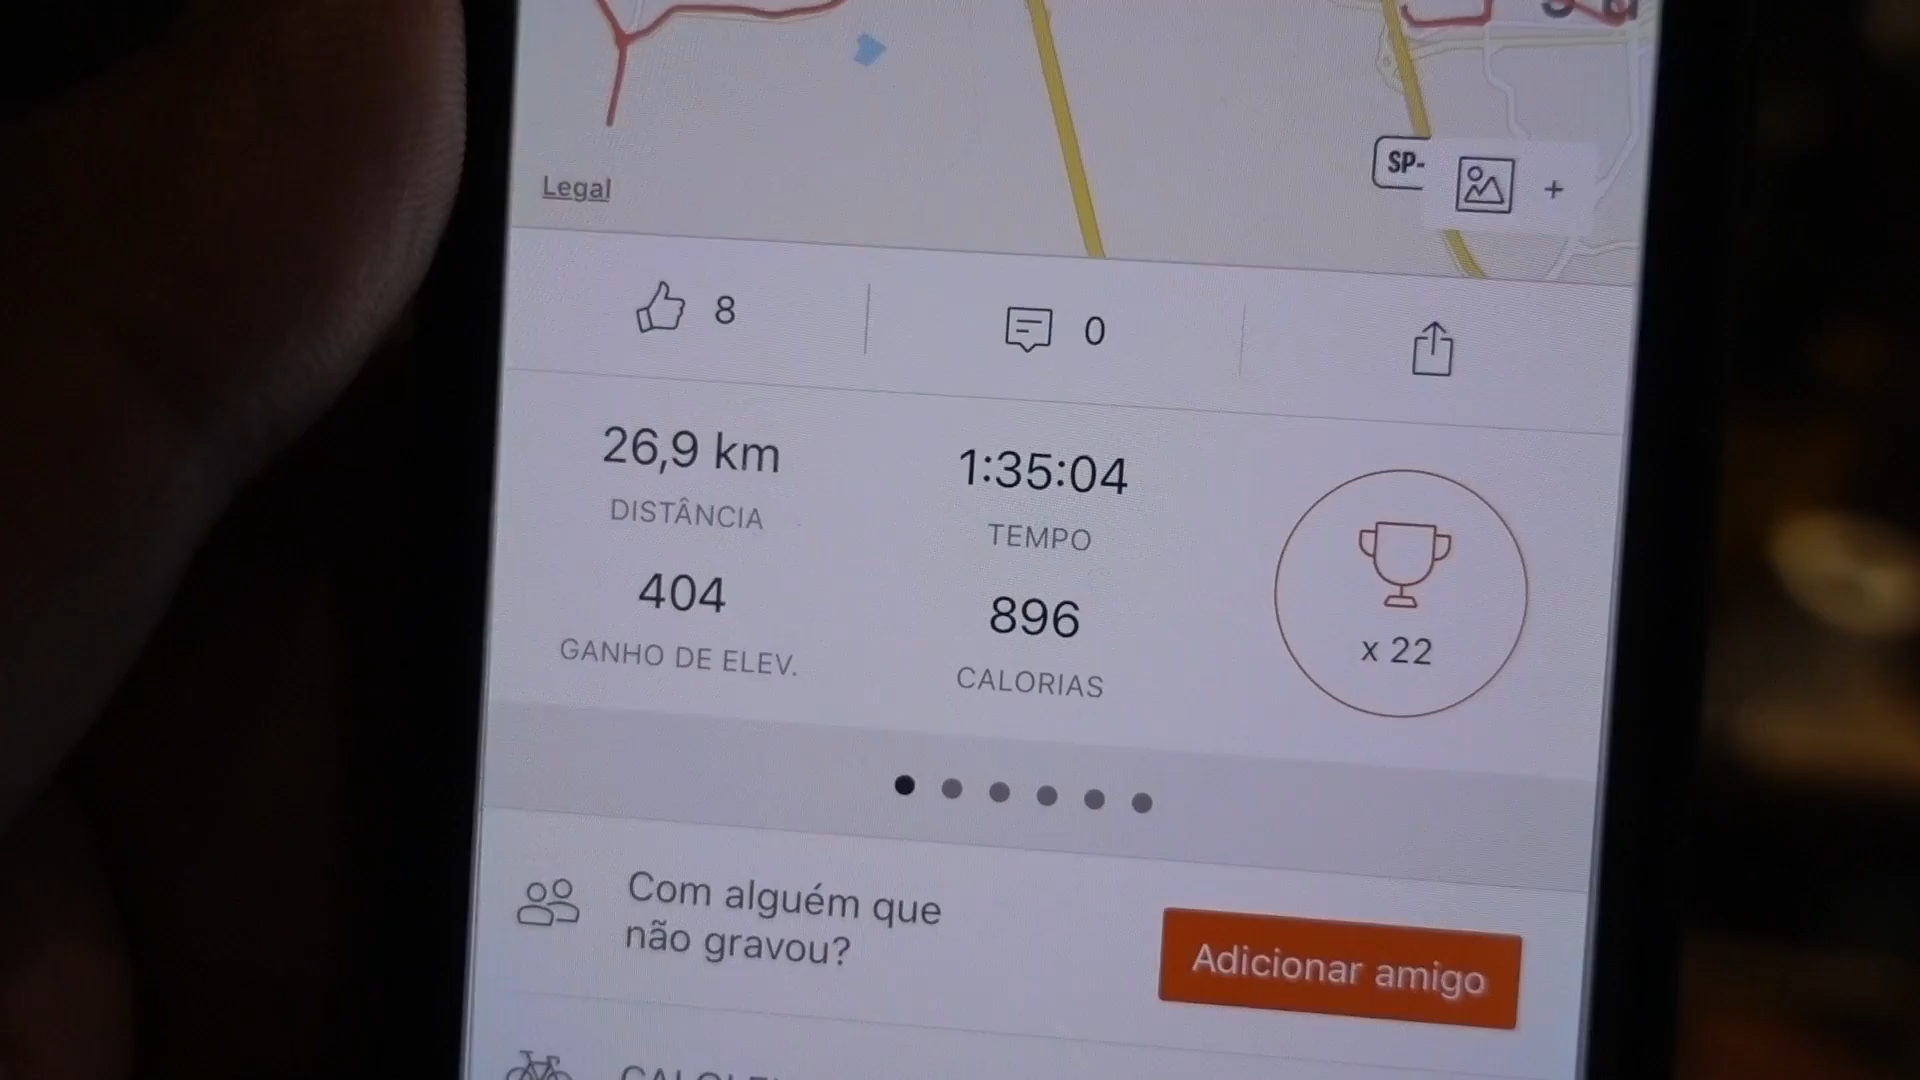 SP-
Legal
+
8
0
26,9 km
1:35:04
DISTÂNCIA
TEMPO
404
896
GANHO DE ELEV.
CALORIAS
x 22
Com alguém que
não gravou?
Adicionar amigo